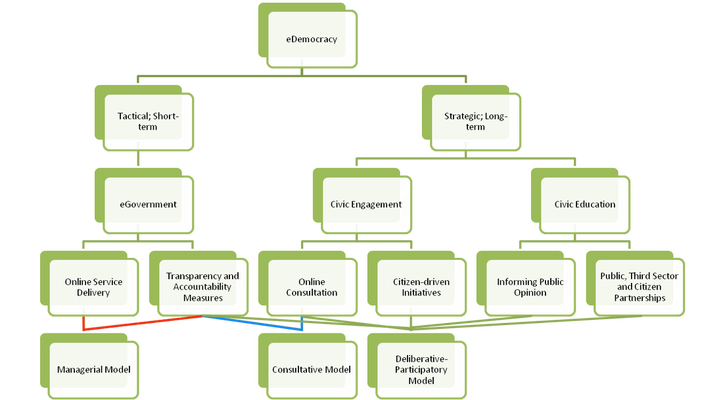 eDemocracy
Tactical; Short-
term
Strategic; Long-
term
eGovernment
Civic Engagement
Civic Education
Online Service
Delivery
Transparency and
Accountability
Measures
Online
Consultation
Citizen-driven
Initiatives
Informing Public
Opinion
Public, Third Sector
and Citizen
Partnerships
Managerial Model
Consultative Model
Deliberative-
Participatory
Model